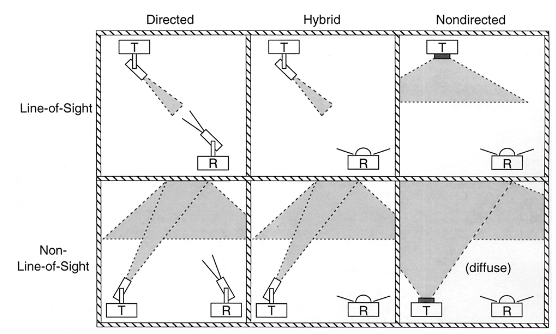 Directed Hybrid Nondirected
T T T
Line-of-Sight
R R R
Non-
Line-of-Sight
(diffuse)
T R T R T R